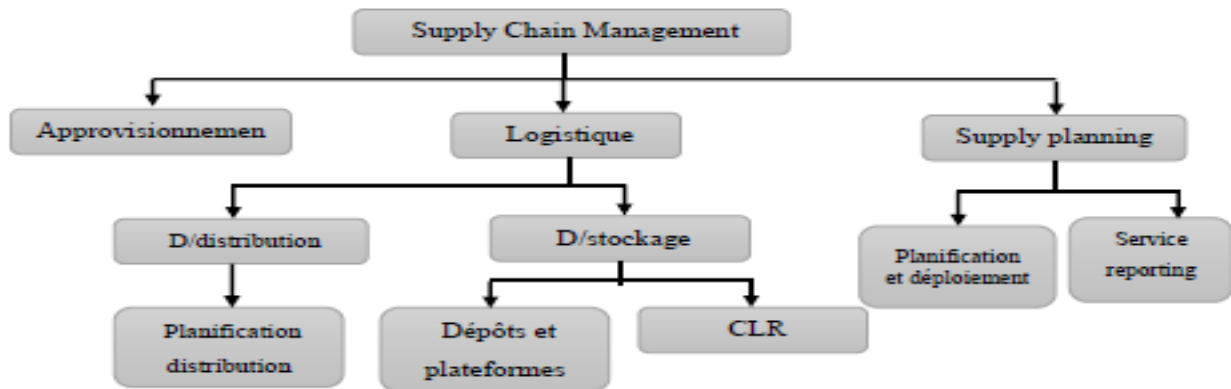 Supply Chain Management
Approvisionnemen
Logistique
Supply planning
D/distribution
D/stockage
Planification
et déploiement
Service
reporting
Planification
distribution
Dépôts et
plateformes
CLR